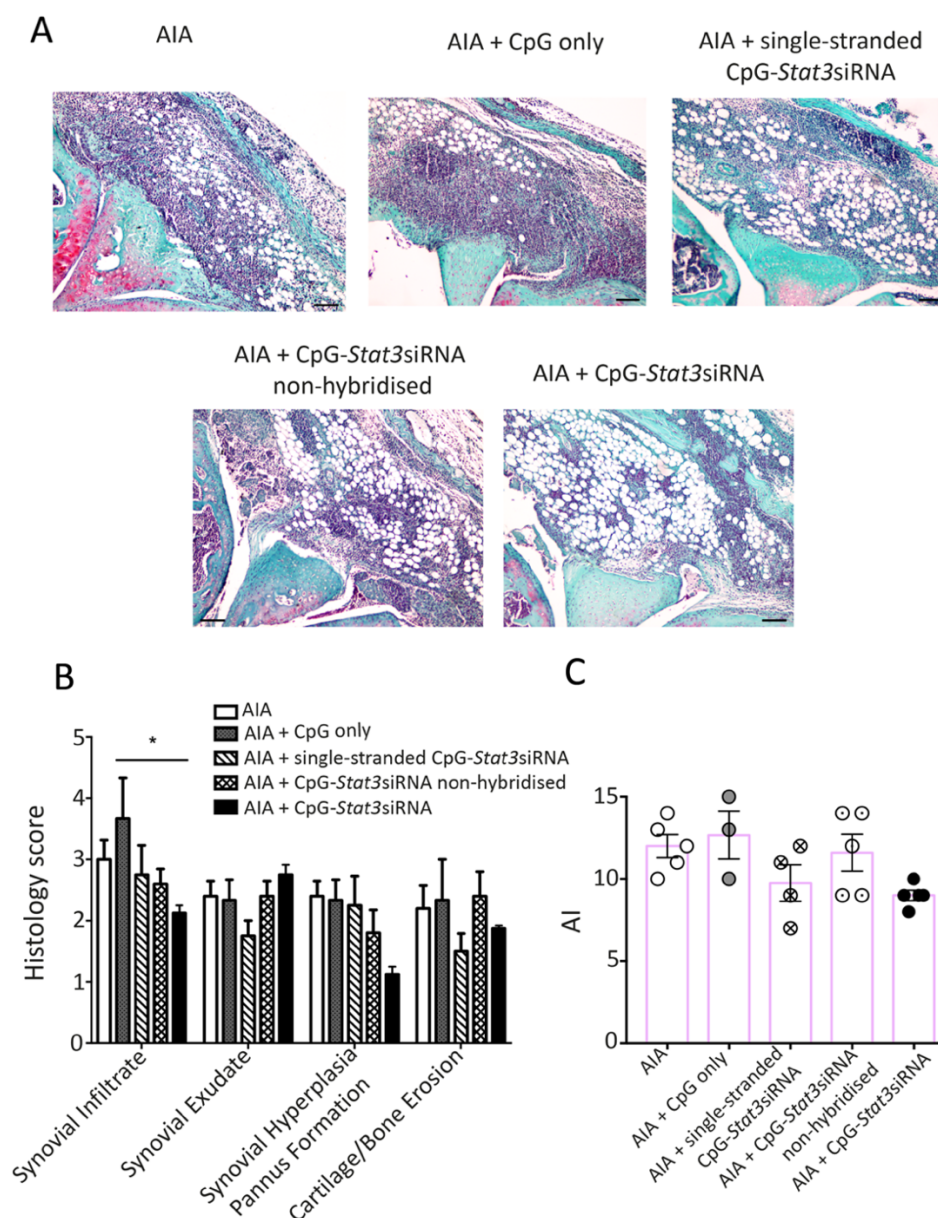 A
AIA
AIA + CpG only
AIA + single-stranded
CpG-Stat3siRNA
AIA + CpG-Stat3siRNA
non-hybridised
AIA + CpG-Stat3siRNA
B
AIA
AIA + CpG only
AIA + single-stranded CpG-Stat3siRNA
AIA + CpG-Stat3siRNA non-hybridised
AIA + CpG-Stat3siRNA
*
Histology score
5
4
3
2
1
0
Synovial Infiltrate
Synovial Exudate
Synovial Hyperplasia
Pannus Formation
Cartilage/Bone Erosion
C
AI
15
10
5
0
AIA
AIA + CpG only
AIA + single-stranded
CpG-Stat3siRNA
AIA + CpG-Stat3siRNA
non-hybridised
AIA + CpG-Stat3siRNA